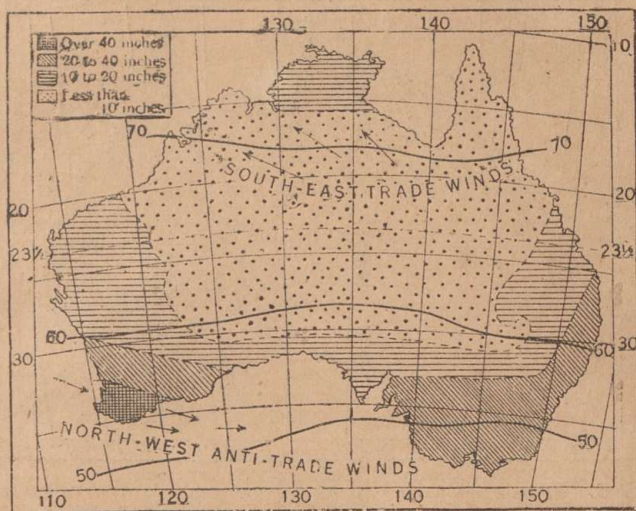 130 140 150
Over 40 inches
20 to 40 inches
10 to 20 inches
Less than
10 inches
10
70 70
SOUTH-EAST TRADE WINDS
20 20
23½ 23½
60 60
30 30
NORTH-WEST ANTI-TRADE WINDS
50 50
110 120 130 140 150